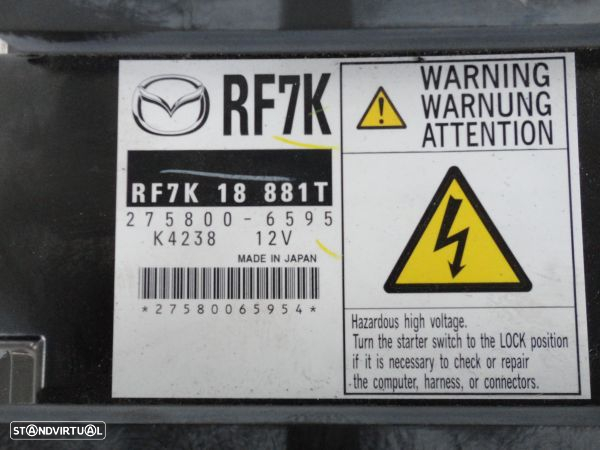 RF7K
RF7K 18 881T
275800-6595
K4238 12V
MADE IN JAPAN
*27580065954*
WARNING
WARNUNG
ATTENTION
Hazardous high voltage.
Turn the starter switch to the LOCK position
if it is necessary to check or repair
the computer, harness, or connectors.
STANDVIRTUAL